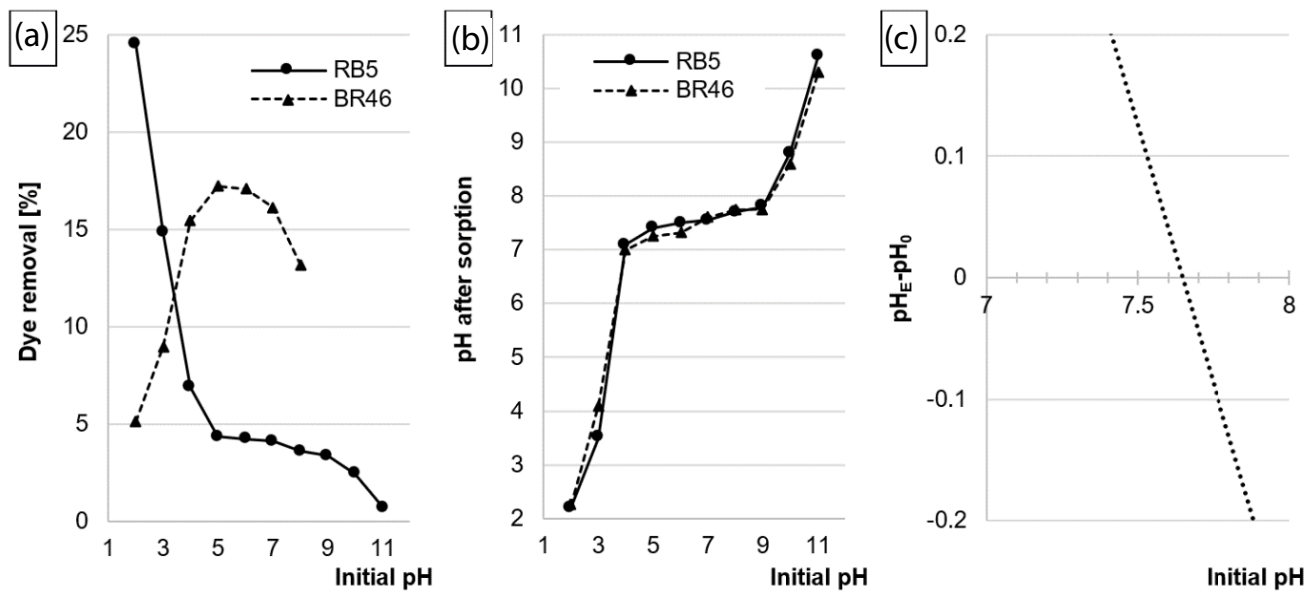 (a)
Dye removal [%]
25
20
15
10
5
0
RB5
BR46
1 3 5 7 9 11
Initial pH
(b)
pH after sorption
11
10
9
8
7
6
5
4
3
2
RB5
BR46
1 3 5 7 9 11
Initial pH
(c)
pHE-pH0
0.2
0.1
0
-0.1
-0.2
7 7.5 8
Initial pH